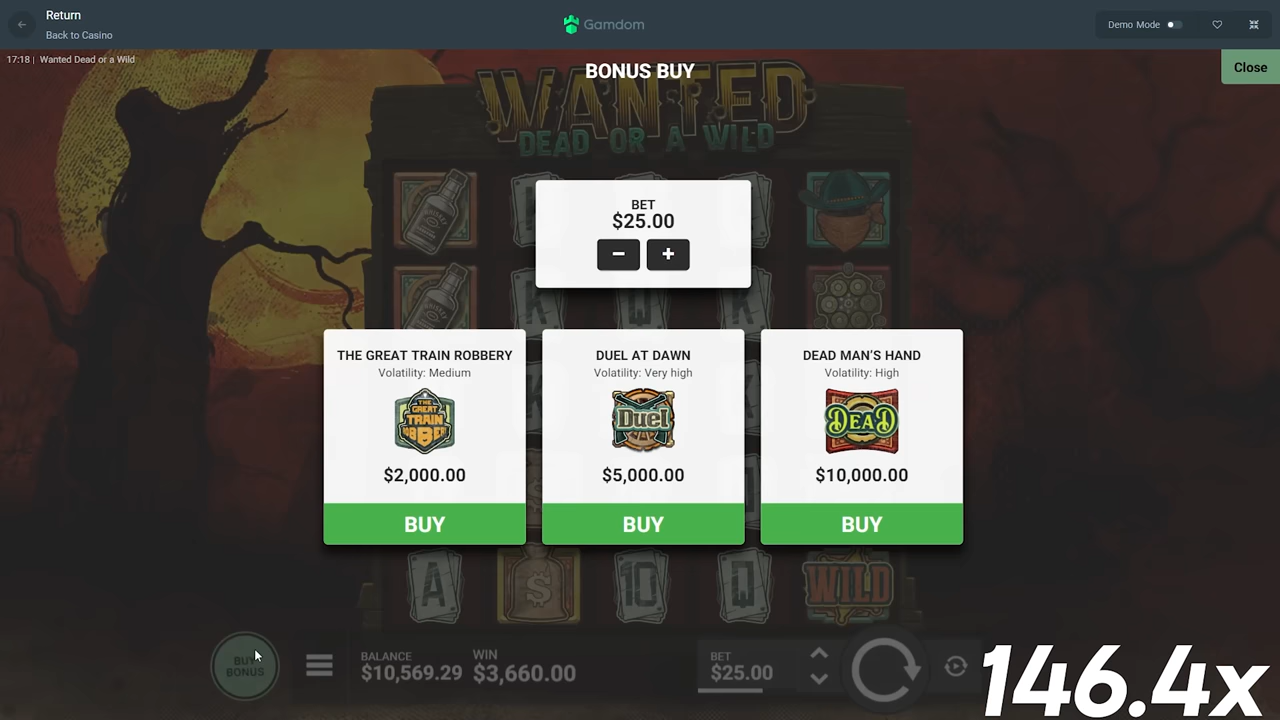 Return
Back to Casino
Gamdom
Demo Mode
17:18 | Wanted Dead or a Wild
BONUS BUY
Close
WANTED
DEAD OR A WILD
BET
$25.00
THE GREAT TRAIN ROBBERY
Volatility: Medium
THE
GREAT
TRAIN
$2,000.00
BUY
DUEL AT DAWN
Volatility: Very high
Duel
$5,000.00
BUY
DEAD MAN'S HAND
Volatility: High
DEAD
$10,000.00
BUY
K
Q
K
A
$
10
Q
WILD
BUY
BONUS
BALANCE
$10,569.29
WIN
$3,660.00
BET
$25.00
146.4x